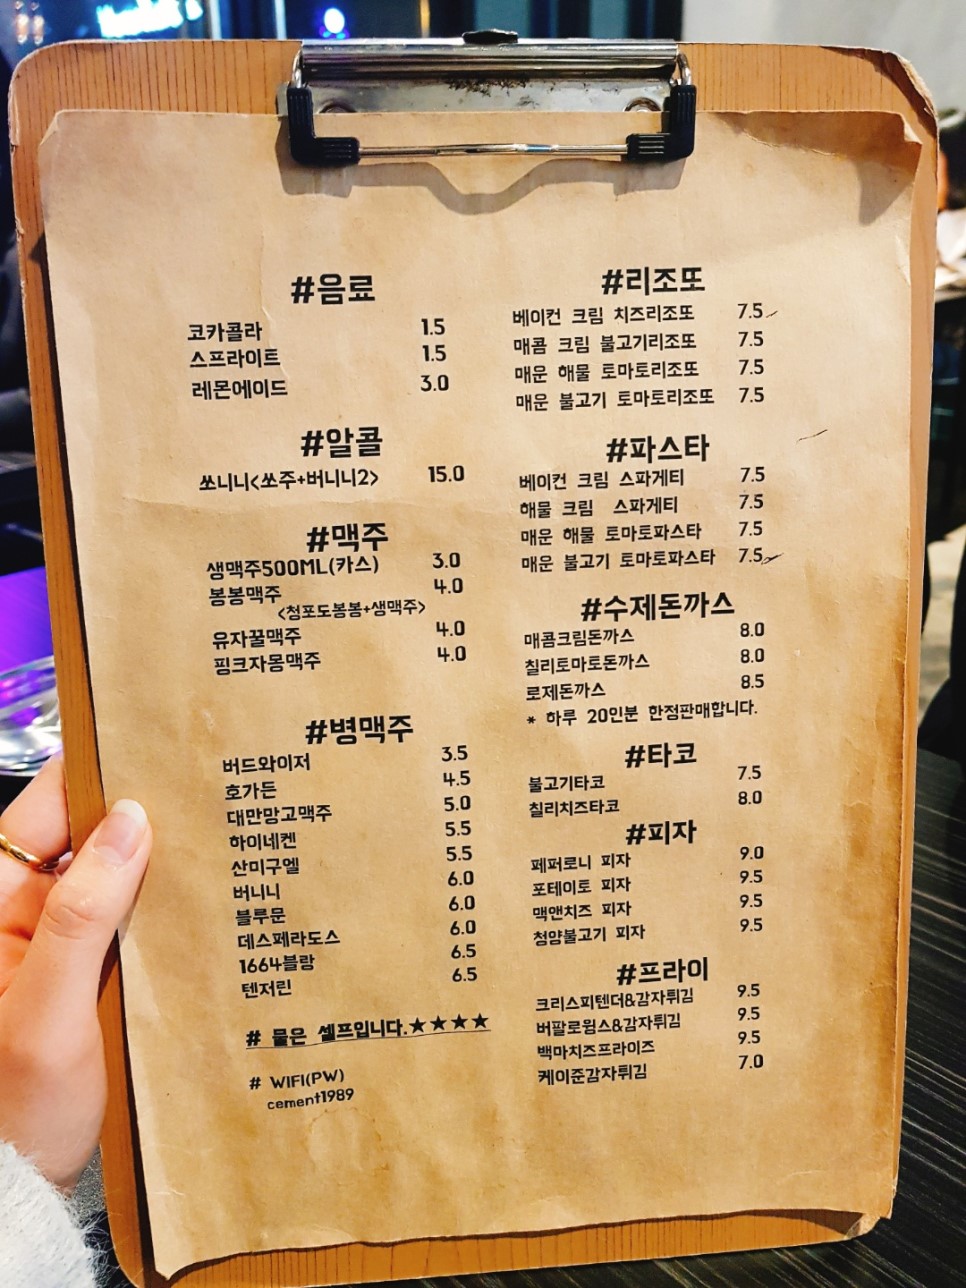 #음료
코카콜라 1.5
스프라이트 1.5
레몬에이드 3.0
#알콜
쏘니니<쏘주+버니니2> 15.0
#맥주
생맥주500ML(카스) 3.0
봉봉맥주 4.0
<청포도봉봉+생맥주>
유자꿀맥주 4.0
핑크자몽맥주 4.0
#병맥주
버드와이저 3.5
호가든 4.5
대만망고맥주 5.0
하이네켄 5.5
산미구엘 5.5
버니니 6.0
블루문 6.0
데스페라도스 6.0
1664블랑 6.5
텐저린 6.5
# 물은 셀프입니다.★★★★
# WIFI(PW)
cement1989
#리조또
베이컨 크림 치즈리조또 7.5
매콤 크림 불고기리조또 7.5
매운 해물 토마토리조또 7.5
매운 불고기 토마토리조또 7.5
#파스타
베이컨 크림 스파게티 7.5
해물 크림 스파게티 7.5
매운 해물 토마토파스타 7.5
매운 불고기 토마토파스타 7.5
#수제돈까스
매콤크림돈까스 8.0
칠리토마토돈까스 8.0
로제돈까스 8.5
* 하루 20인분 한정판매합니다.
#타코
불고기타코 7.5
칠리치즈타코 8.0
#피자
페퍼로니 피자 9.0
포테이토 피자 9.5
맥앤치즈 피자 9.5
청양불고기 피자 9.5
#프라이
크리스피텐더&감자튀김 9.5
버팔로윙스&감자튀김 9.5
백마치즈프라이즈 9.5
케이준감자튀김 7.0